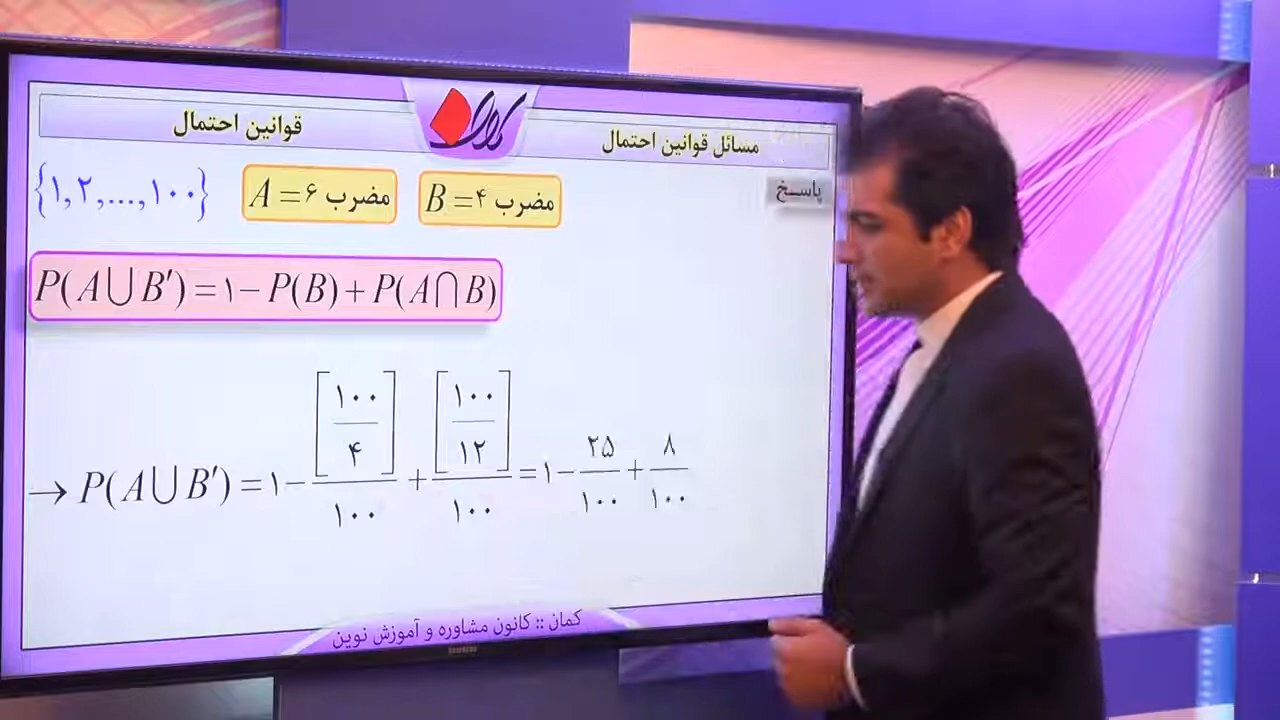 مسائل قوانین احتمال
قوانین احتمال
کمان
پاسخ
{۱,۲,...,۱۰۰} A = مضرب ۶ B = مضرب ۴
P(A∪B′) = ۱ − P(B) + P(A∩B)
→ P(A∪B′) = ۱ − [۱۰۰/۴]/۱۰۰ + [۱۰۰/۱۲]/۱۰۰ = ۱ − ۲۵/۱۰۰ + ۸/۱۰۰
کمان :: کانون مشاوره و آموزش نوین